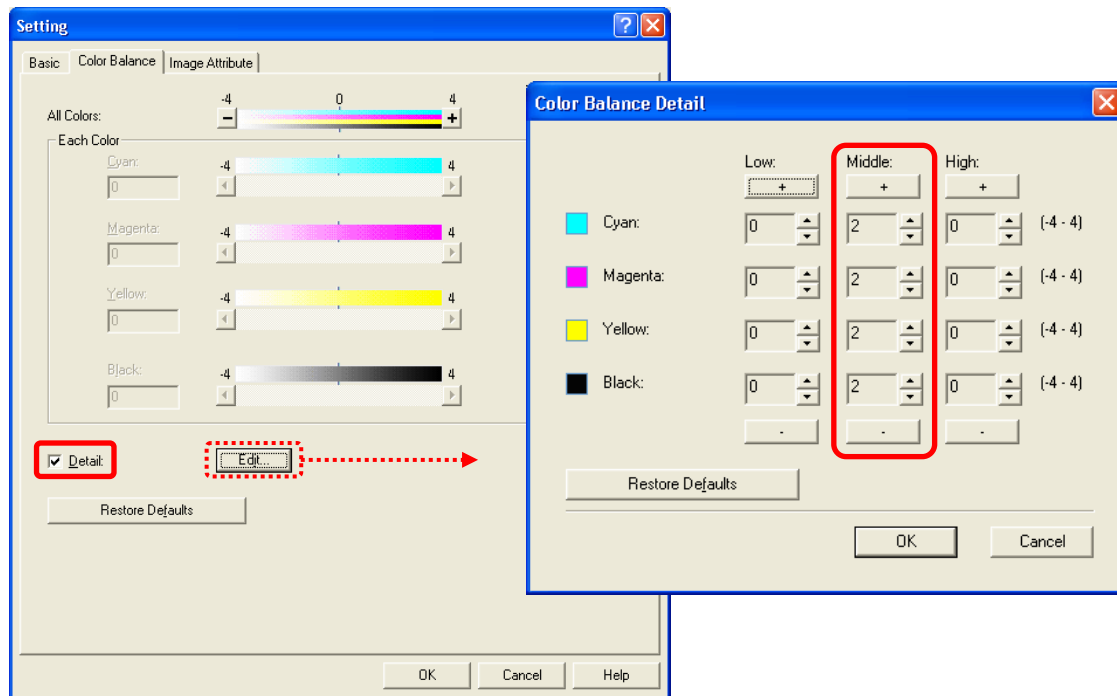 Setting
Basic Color Balance Image Attribute
-4 0 4
All Colors: - +
Each Color
Cyan: -4 4
0
Magenta: -4 4
0
Yellow: -4 4
0
Black: -4 4
0
Detail: Edit...
Restore Defaults
OK Cancel Help
Color Balance Detail
Low: Middle: High:
+ + +
Cyan: 0 2 0 (-4 - 4)
Magenta: 0 2 0 (-4 - 4)
Yellow: 0 2 0 (-4 - 4)
Black: 0 2 0 (-4 - 4)
- - -
Restore Defaults
OK Cancel